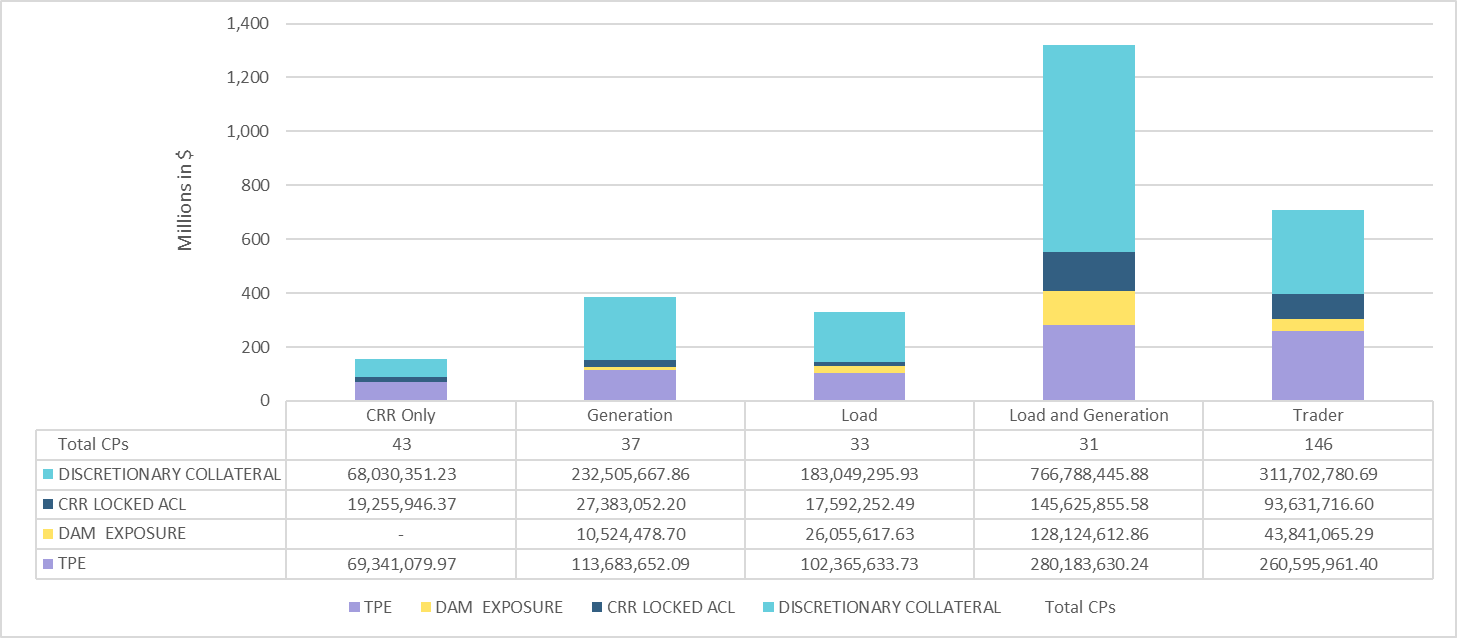 1,400
1,200
1,000
800
600
400
200
0
Millions in $
CRR Only Generation Load Load and Generation Trader
Total CPs 43 37 33 31 146
DISCRETIONARY COLLATERAL 68,030,351.23 232,505,667.86 183,049,295.93 766,788,445.88 311,702,780.69
CRR LOCKED ACL 19,255,946.37 27,383,052.20 17,592,252.49 145,625,855.58 93,631,716.60
DAM EXPOSURE - 10,524,478.70 26,055,617.63 128,124,612.86 43,841,065.29
TPE 69,341,079.97 113,683,652.09 102,365,633.73 280,183,630.24 260,595,961.40
TPE DAM EXPOSURE CRR LOCKED ACL DISCRETIONARY COLLATERAL Total CPs